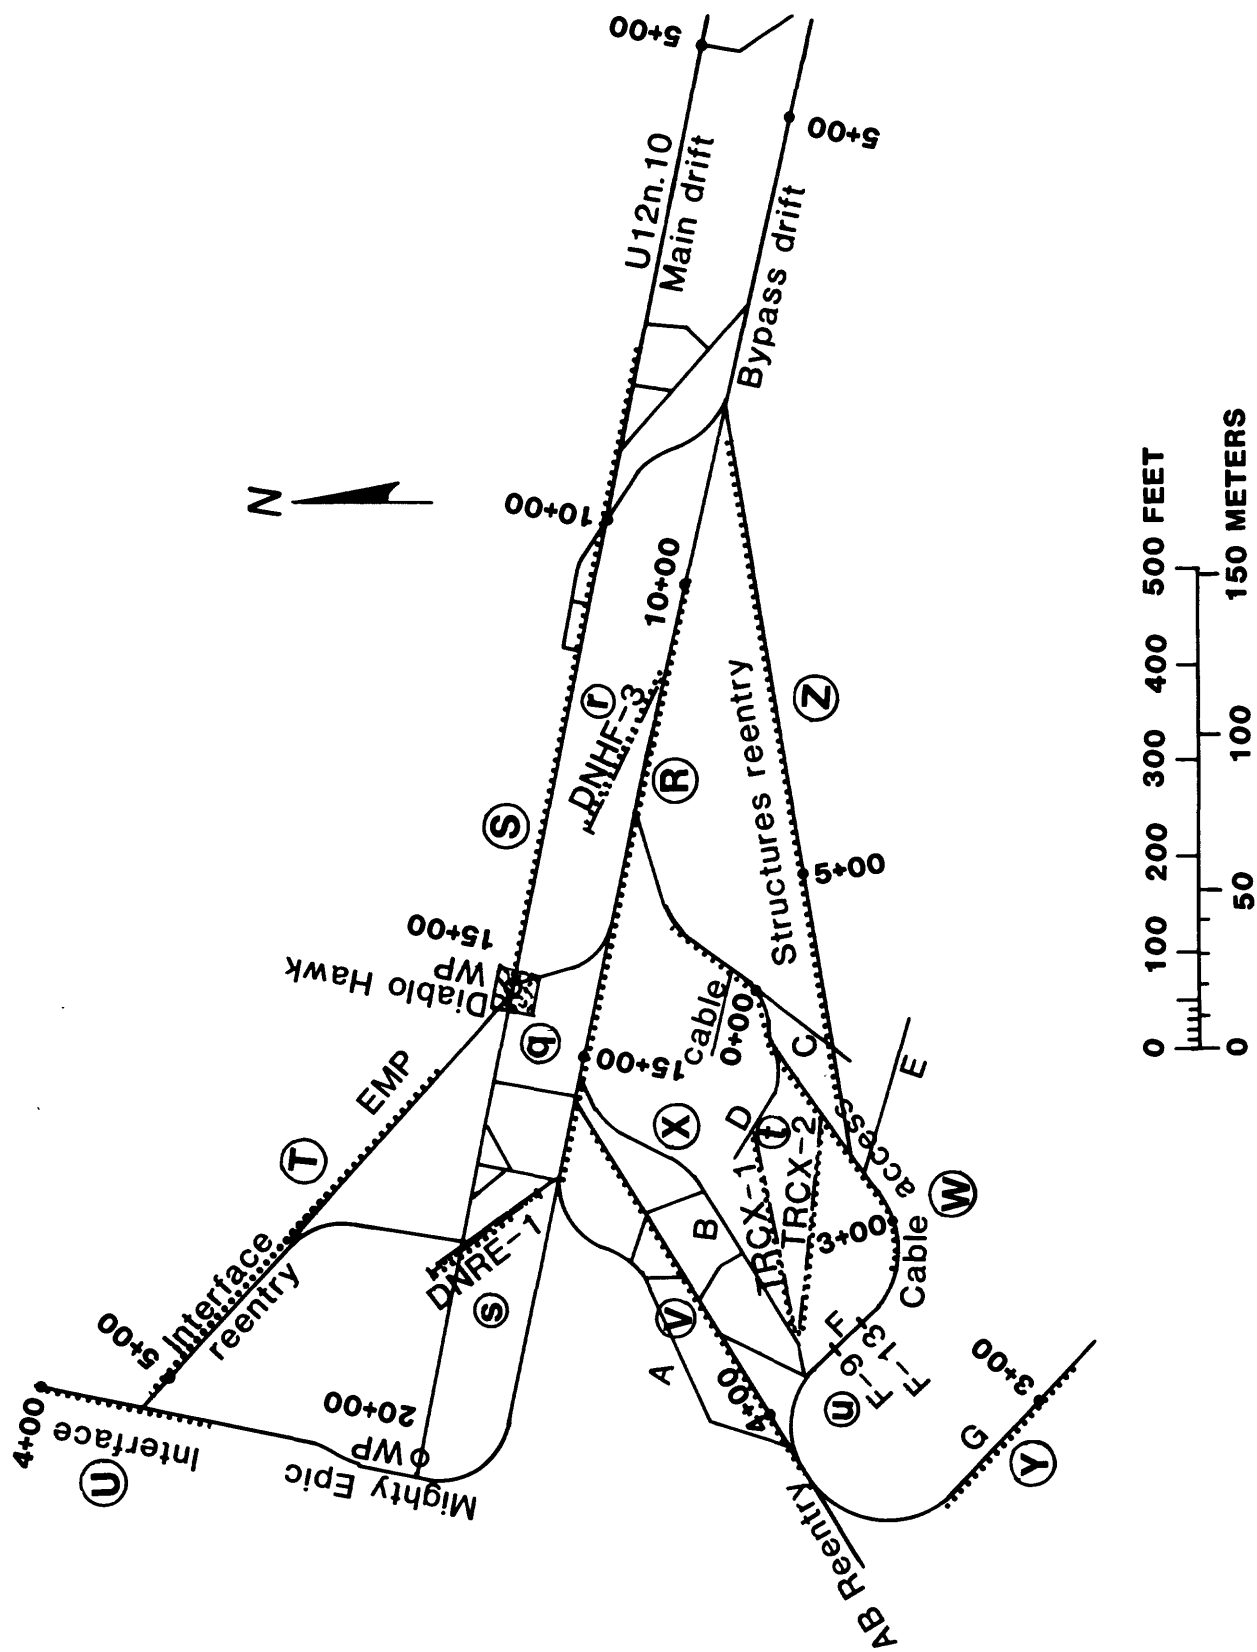 5+00
U12n.10
Main drift
5+00
Bypass drift
N
10+00
10+00
r
DNHF-3
S
R
Structures reentry
Z
5+00
15+00
Diablo Hawk
WP
q
EMP
T
15+00
cable
0+00
C
X
D
t
TRCX-1
TRCX-2
E
access
Cable
W
3+00
B
DNRE-1
s
Interface
reentry
5+00
4+00
Interface
U
20+00
WP
Mighty Epic
V
A
4+00
F
F-9
F-13
u
3+00
G
Y
AB Reentry
0 100 200 300 400 500 FEET
0 50 100 150 METERS